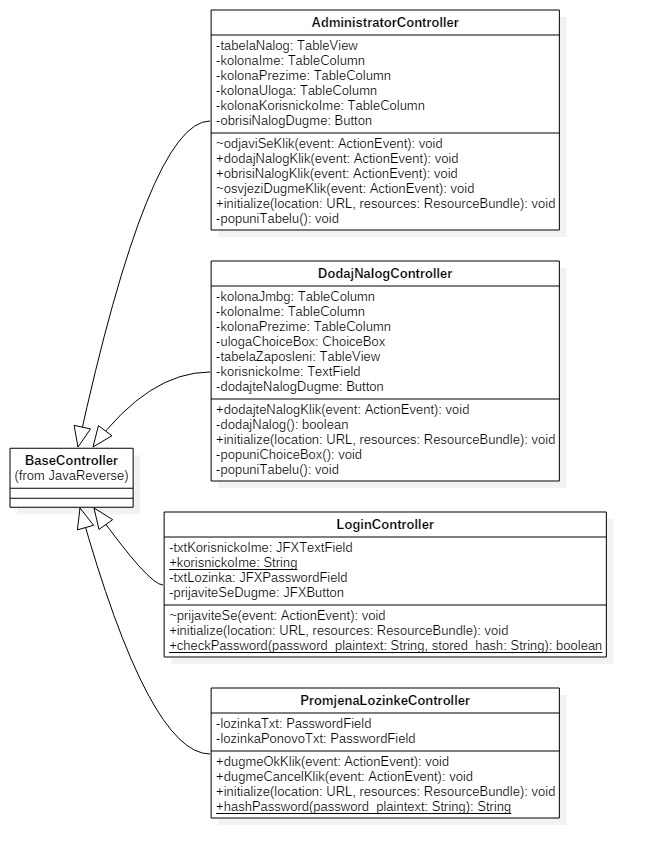 AdministratorController
-tabelaNalog: TableView
-kolonaIme: TableColumn
-kolonaPrezime: TableColumn
-kolonaUloga: TableColumn
-kolonaKorisnickoIme: TableColumn
-obrisiNalogDugme: Button
~odjaviSeKlik(event: ActionEvent): void
+dodajNalogKlik(event: ActionEvent): void
+obrisiNalogKlik(event: ActionEvent): void
~osvjeziDugmeKlik(event: ActionEvent): void
+initialize(location: URL, resources: ResourceBundle): void
-popuniTabelu(): void
DodajNalogController
-kolonaJmbg: TableColumn
-kolonaIme: TableColumn
-kolonaPrezime: TableColumn
-ulogaChoiceBox: ChoiceBox
-tabelaZaposleni: TableView
-korisnickoIme: TextField
-dodajteNalogDugme: Button
+dodajteNalogKlik(event: ActionEvent): void
-dodajNalog(): boolean
+initialize(location: URL, resources: ResourceBundle): void
-popuniChoiceBox(): void
-popuniTabelu(): void
BaseController
(from JavaReverse)
LoginController
-txtKorisnickoIme: JFXTextField
+korisnickoIme: String
-txtLozinka: JFXPasswordField
-prijaviteSeDugme: JFXButton
~prijaviteSe(event: ActionEvent): void
+initialize(location: URL, resources: ResourceBundle): void
+checkPassword(password_plaintext: String, stored_hash: String): boolean
PromjenaLozinkeController
-lozinkaTxt: PasswordField
-lozinkaPonovoTxt: PasswordField
+dugmeOkKlik(event: ActionEvent): void
+dugmeCancelKlik(event: ActionEvent): void
+initialize(location: URL, resources: ResourceBundle): void
+hashPassword(password_plaintext: String): String